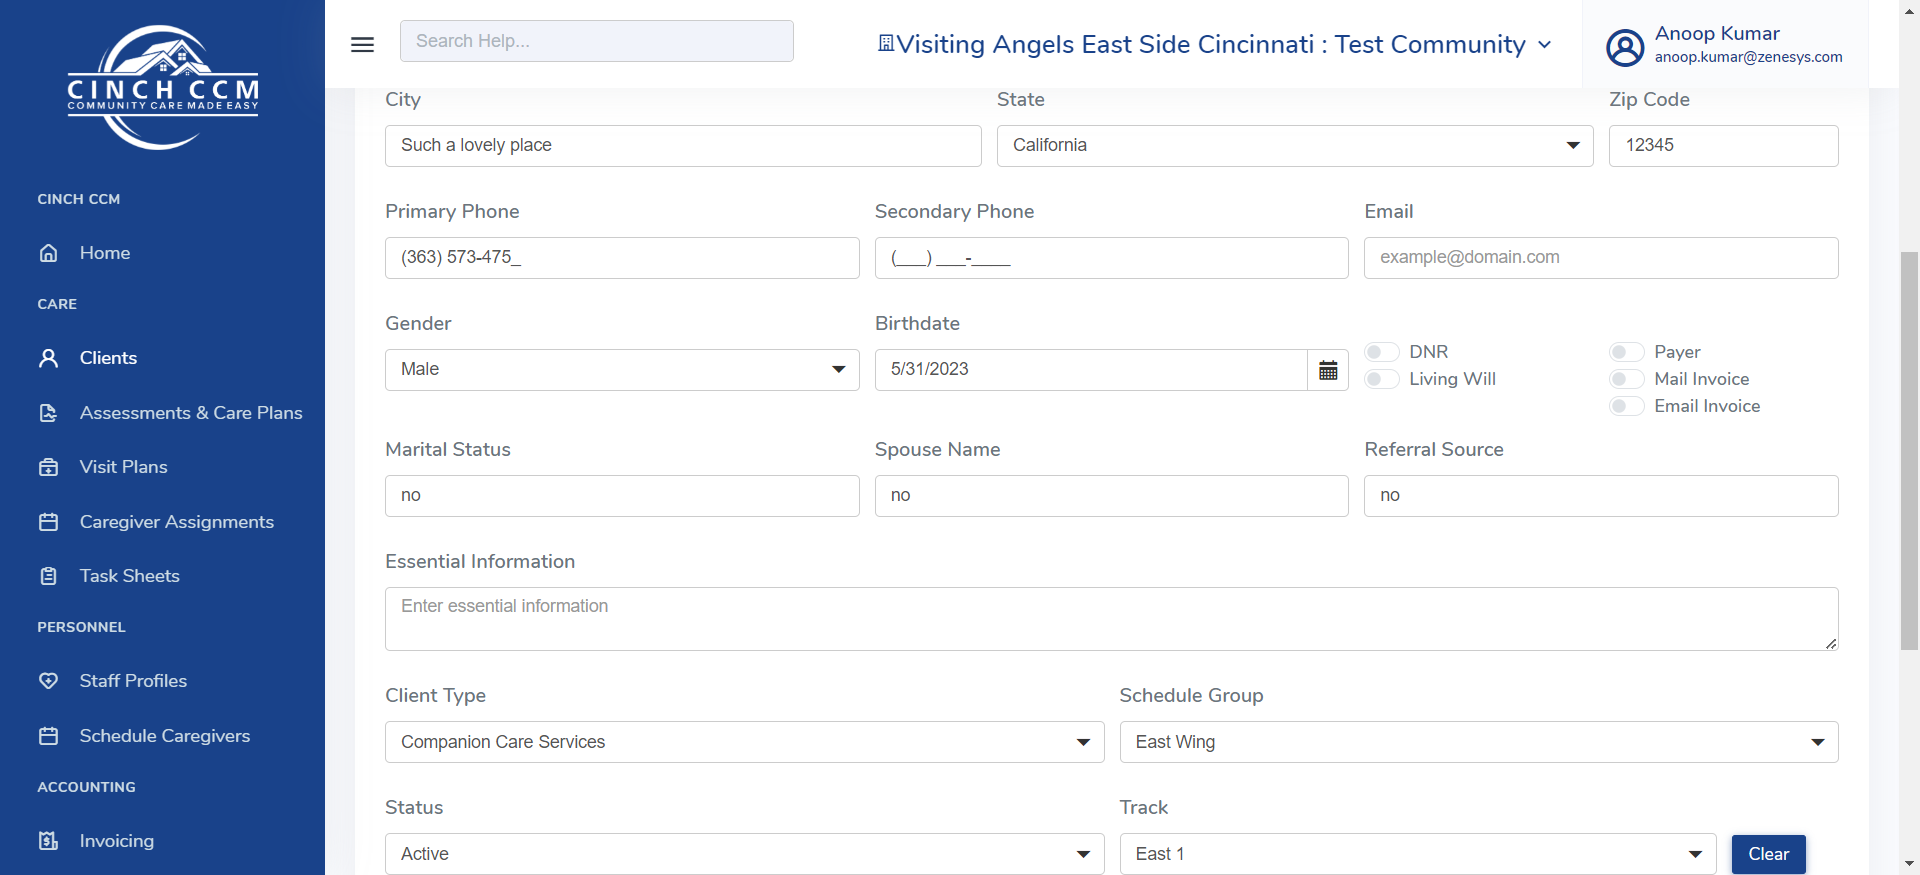 CINCH CCM
COMMUNITY CARE MADE EASY
Search Help...
Visiting Angels East Side Cincinnati : Test Community
Anoop Kumar
anoop.kumar@zenesys.com
CINCH CCM
Home
CARE
Clients
Assessments & Care Plans
Visit Plans
Caregiver Assignments
Task Sheets
PERSONNEL
Staff Profiles
Schedule Caregivers
ACCOUNTING
Invoicing
City
State
Zip Code
Such a lovely place
California
12345
Primary Phone
Secondary Phone
Email
(363) 573-475_
(___) ___-____
example@domain.com
Gender
Birthdate
Male
5/31/2023
DNR
Living Will
Payer
Mail Invoice
Email Invoice
Marital Status
Spouse Name
Referral Source
no
no
no
Essential Information
Enter essential information
Client Type
Schedule Group
Companion Care Services
East Wing
Status
Track
Active
East 1
Clear